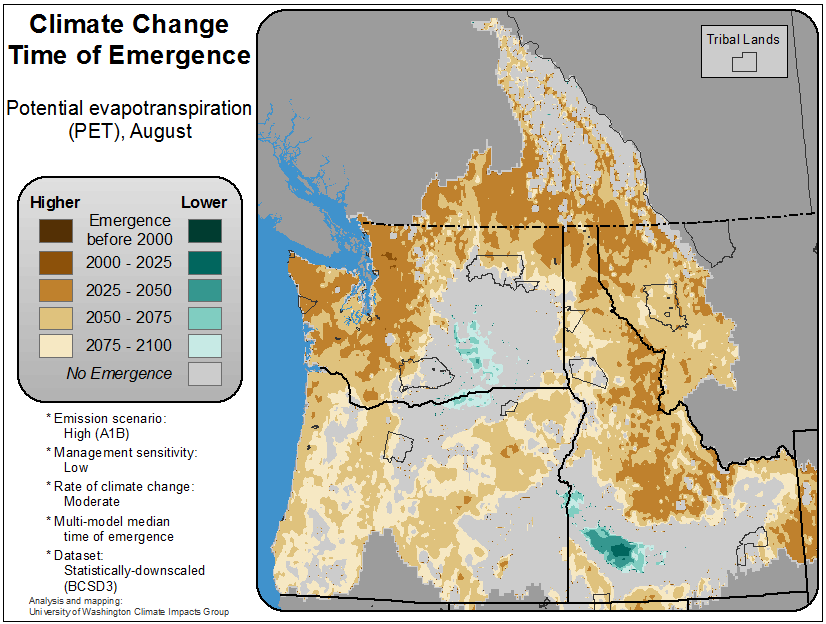 Climate Change
Time of Emergence
Potential evapotranspiration
(PET), August
Higher Lower
Emergence
before 2000
2000 - 2025
2025 - 2050
2050 - 2075
2075 - 2100
No Emergence
* Emission scenario:
High (A1B)
* Management sensitivity:
Low
* Rate of climate change:
Moderate
* Multi-model median
time of emergence
* Dataset:
Statistically-downscaled
(BCSD3)
Analysis and mapping:
University of Washington Climate Impacts Group
Tribal Lands